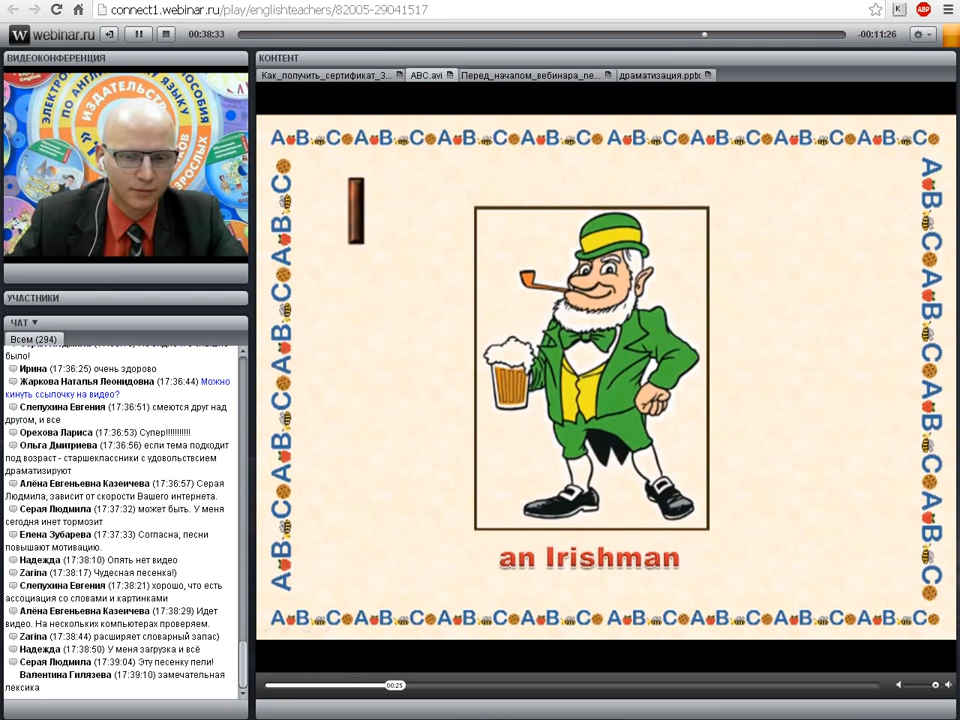 connect1.webinar.ru/play/englishteachers/82005-29041517
webinar.ru
00:38:33
-00:11:26
ВИДЕОКОНФЕРЕНЦИЯ
КОНТЕНТ
Как_получить_сертификат_3...
ABC.avi
Перед_началом_вебинара_пе...
драматизация.pptx
ИЗДАТЕЛЬСТВО
ПО АНГЛИЙСКОМУ ЯЗЫКУ
УЧАСТНИКИ
ЧАТ
Всем (294)
было!
Ирина (17:36:25) очень здорово
Жаркова Наталья Леонидовна (17:36:44) Можно
кинуть ссылочку на видео?
Слепухина Евгения (17:36:51) смеются друг над
другом, и все
Орехова Лариса (17:36:53) Супер!!!!!!!!!!!
Ольга Дмитриева (17:36:56) если тема подходит
под возраст - старшеклассники с удовольствсием
драматизируют
Алёна Евгеньевна Казеичева (17:36:57) Серая
Людмила, зависит от скорости Вашего интернета.
Серая Людмила (17:37:32) может быть. У меня
сегодня инет тормозит
Елена Зубарева (17:37:33) Согласна, песни
повышают мотивацию.
Надежда (17:38:10) Опять нет видео
Zarina (17:38:17) Чудесная песенка!)
Слепухина Евгения (17:38:21) хорошо, что есть
ассоциация со словами и картинками
Алёна Евгеньевна Казеичева (17:38:29) Идет
видео. На нескольких компьютерах проверяем.
Zarina (17:38:44) расширяет словарный запас)
Надежда (17:38:50) У меня загрузка и всё
Серая Людмила (17:39:04) Эту песенку пели!
Валентина Гилязева (17:39:10) замечательная
лексика
ABCABCABCABCABCABCABCABC
I
an Irishman
00:25